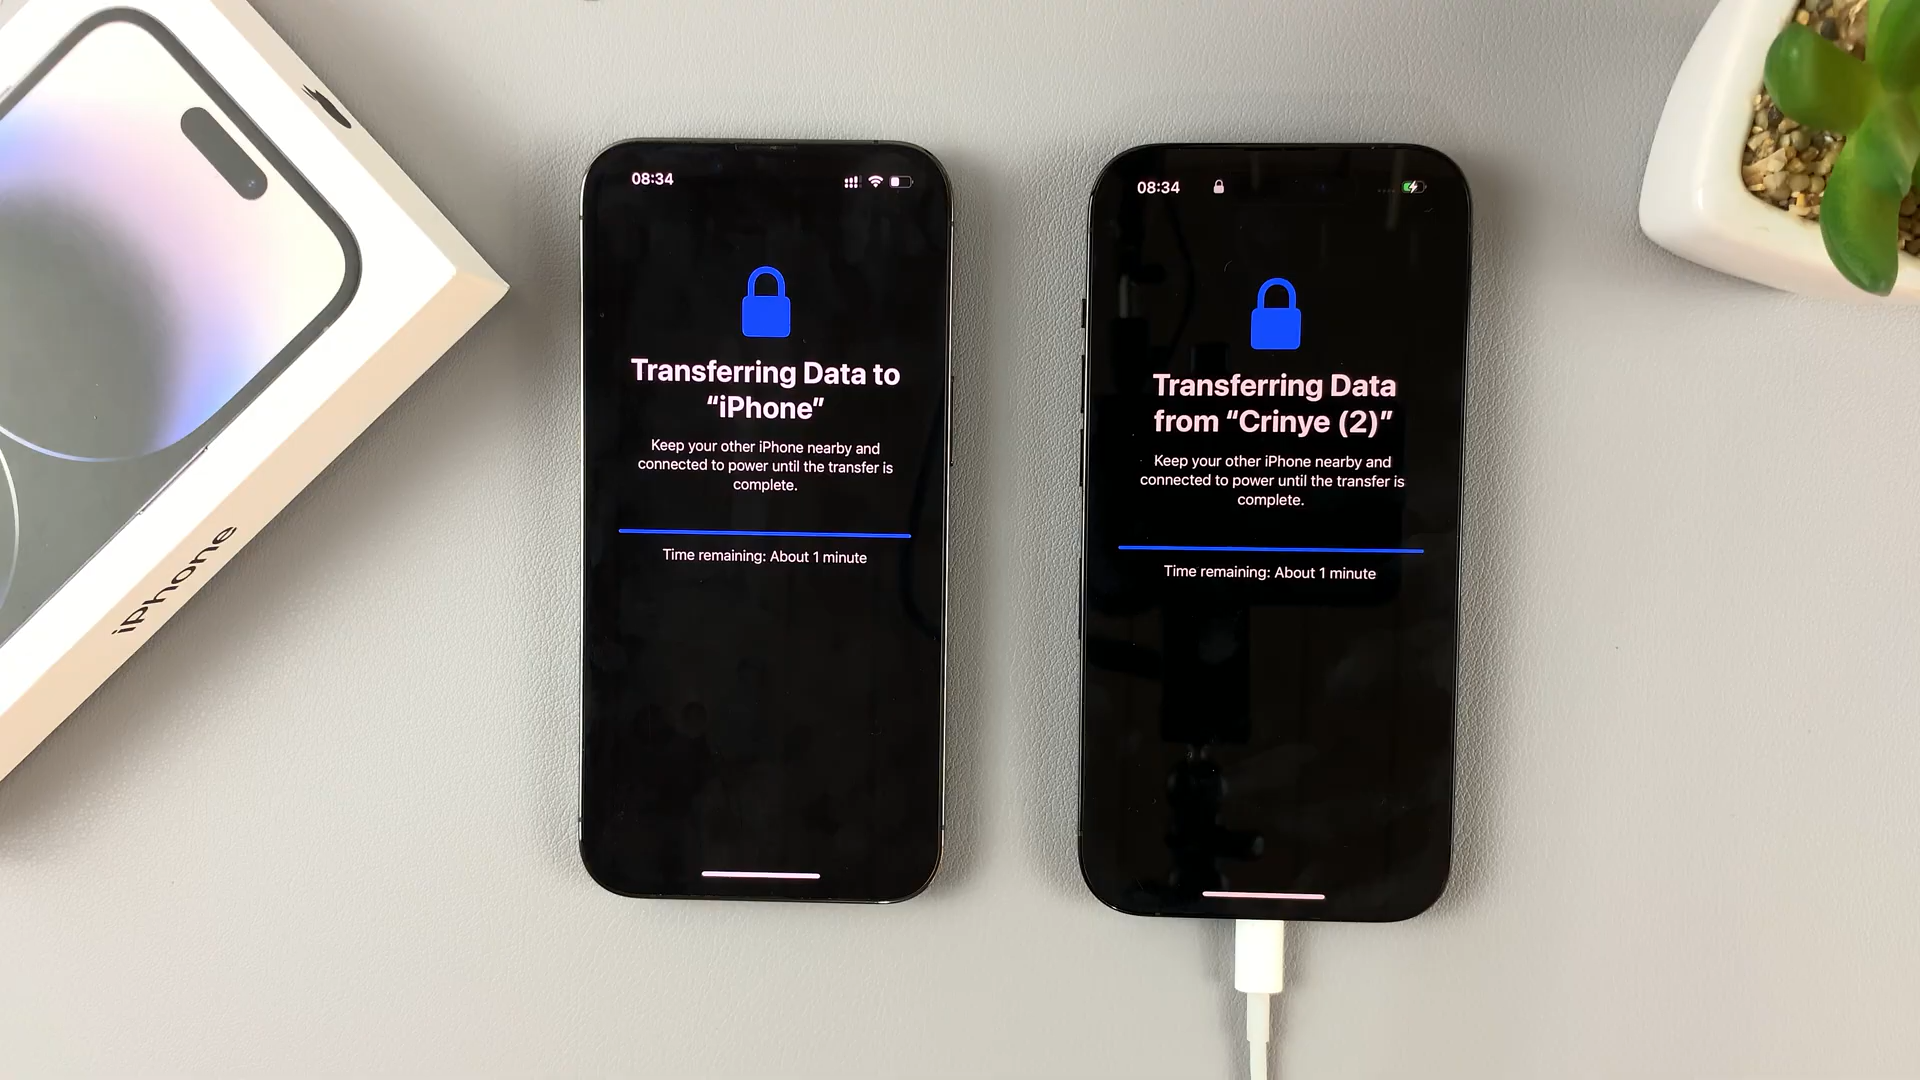 iPhone
08:34
Transferring Data to
“iPhone”
Keep your other iPhone nearby and
connected to power until the transfer is
complete.
Time remaining: About 1 minute
08:34
Transferring Data
from “Crinye (2)”
Keep your other iPhone nearby and
connected to power until the transfer is
complete.
Time remaining: About 1 minute